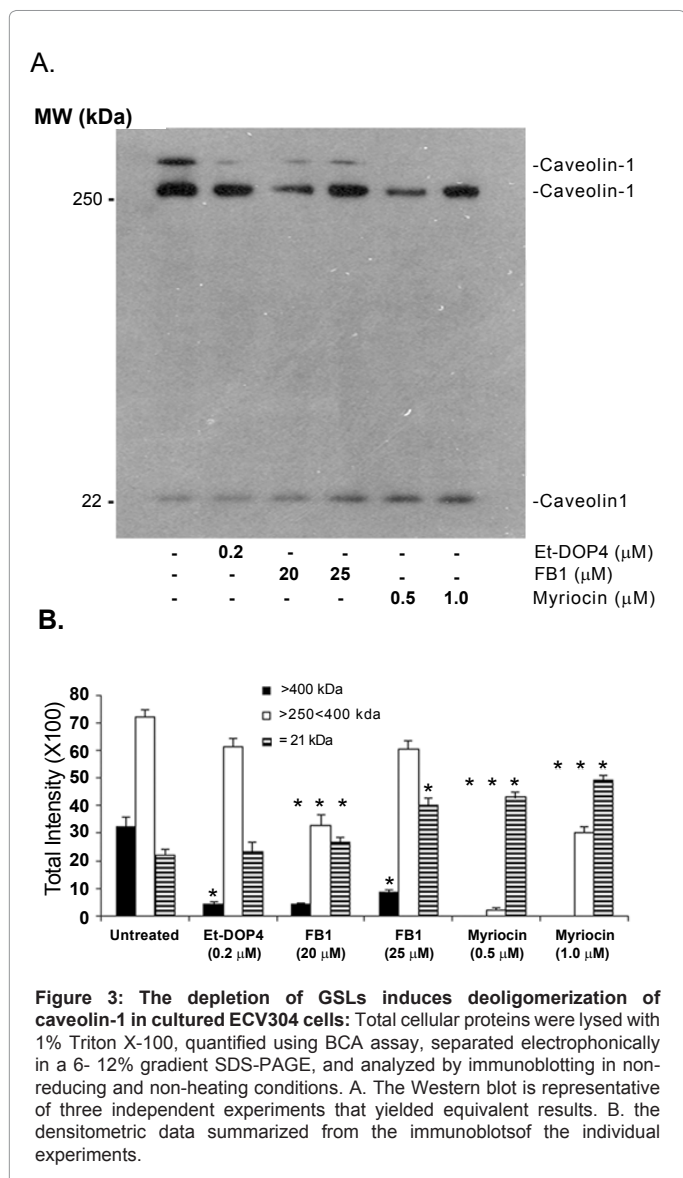 A.
MW (kDa)
-Caveolin-1
250 - -Caveolin-1
22 - -Caveolin1
- 0.2 - - - - Et-DOP4 (μM)
- - 20 25 - - FB1 (μM)
- - - - 0.5 1.0 Myriocin (μM)
B.
Total Intensity (X100)
80
70
60
50
40
30
20
10
0
>400 kDa
>250<400 kda
= 21 kDa
*
* * *
*
*
* * *
* * *
Untreated Et-DOP4 FB1 FB1 Myriocin Myriocin
(0.2 μM) (20 μM) (25 μM) (0.5 μM) (1.0 μM)
Figure 3: The depletion of GSLs induces deoligomerization of
caveolin-1 in cultured ECV304 cells: Total cellular proteins were lysed with
1% Triton X-100, quantified using BCA assay, separated electrophonically
in a 6- 12% gradient SDS-PAGE, and analyzed by immunoblotting in non-
reducing and non-heating conditions. A. The Western blot is representative
of three independent experiments that yielded equivalent results. B. the
densitometric data summarized from the immunoblotsof the individual
experiments.